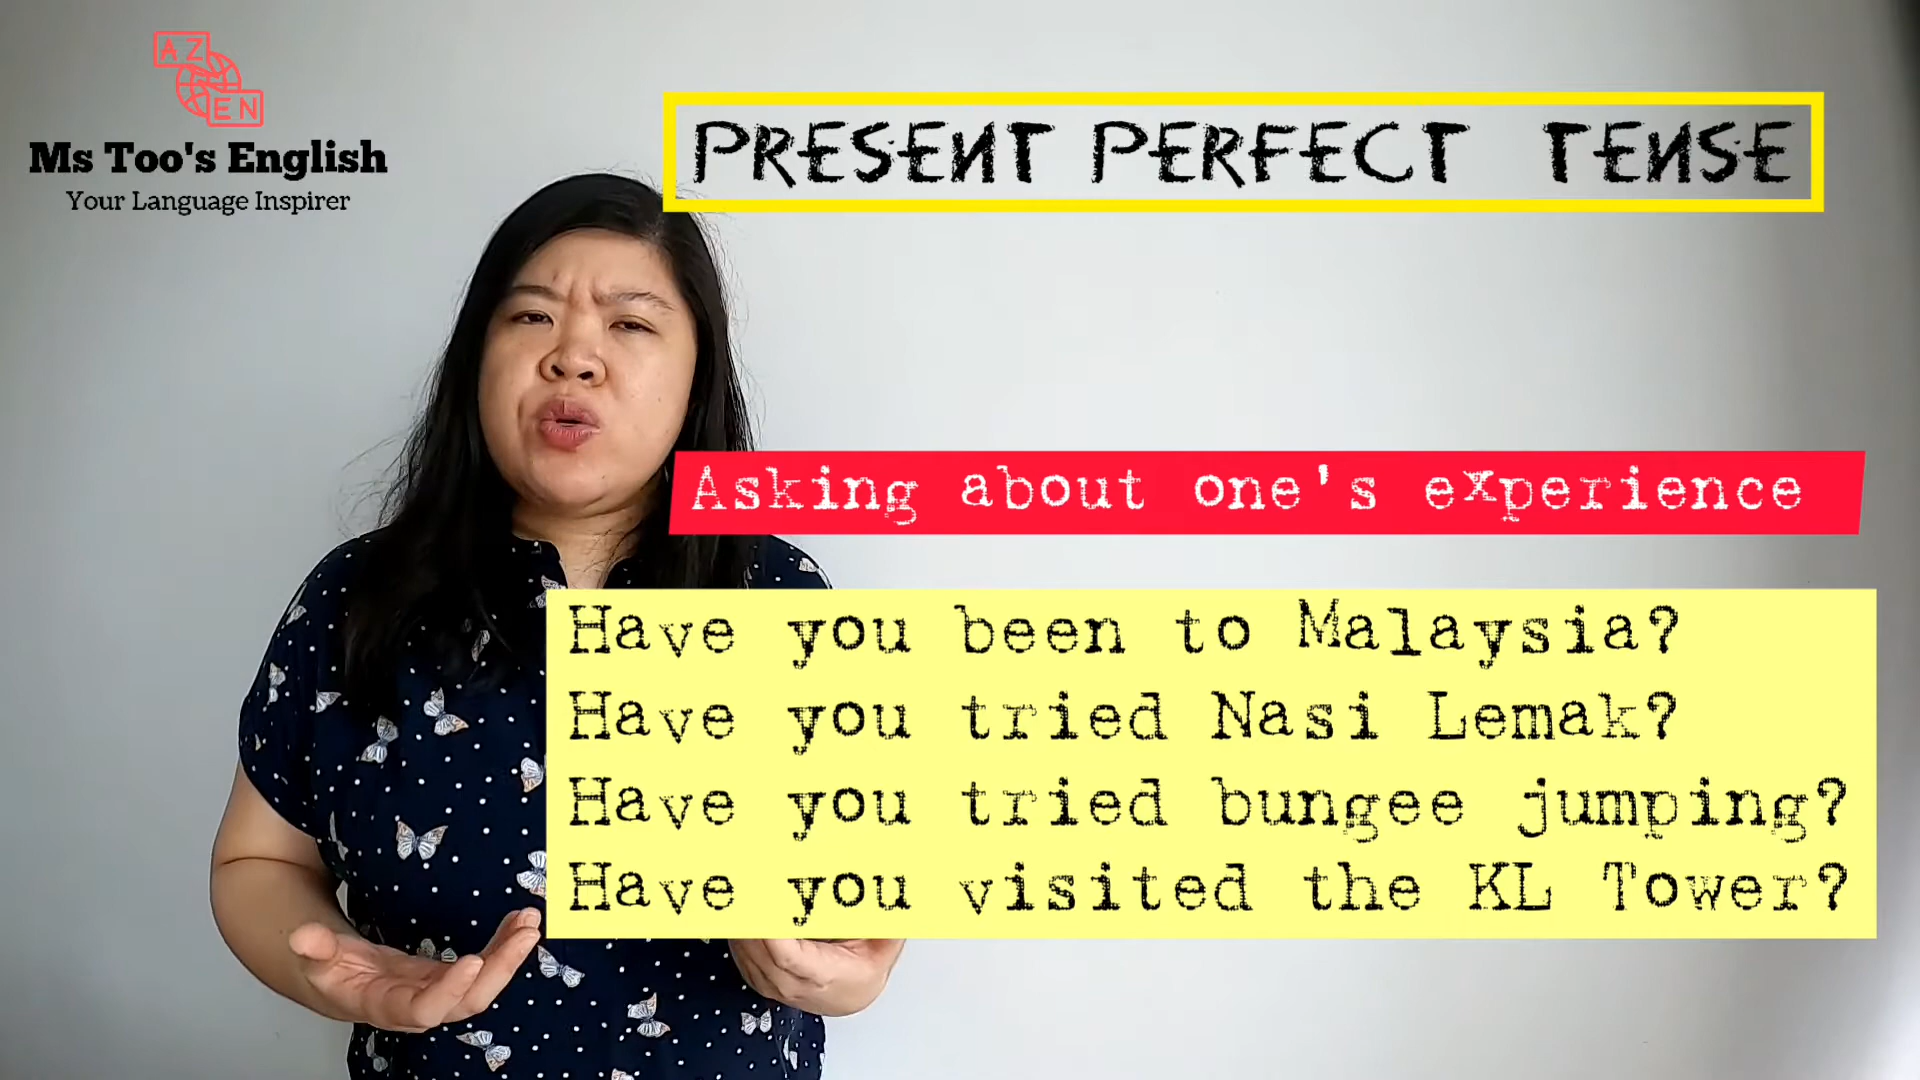 A Z
EN
Ms Too's English
Your Language Inspirer
PRESENT PERFECT TENSE
Asking about one's experience
Have you been to Malaysia?
Have you tried Nasi Lemak?
Have you tried bungee jumping?
Have you visited the KL Tower?